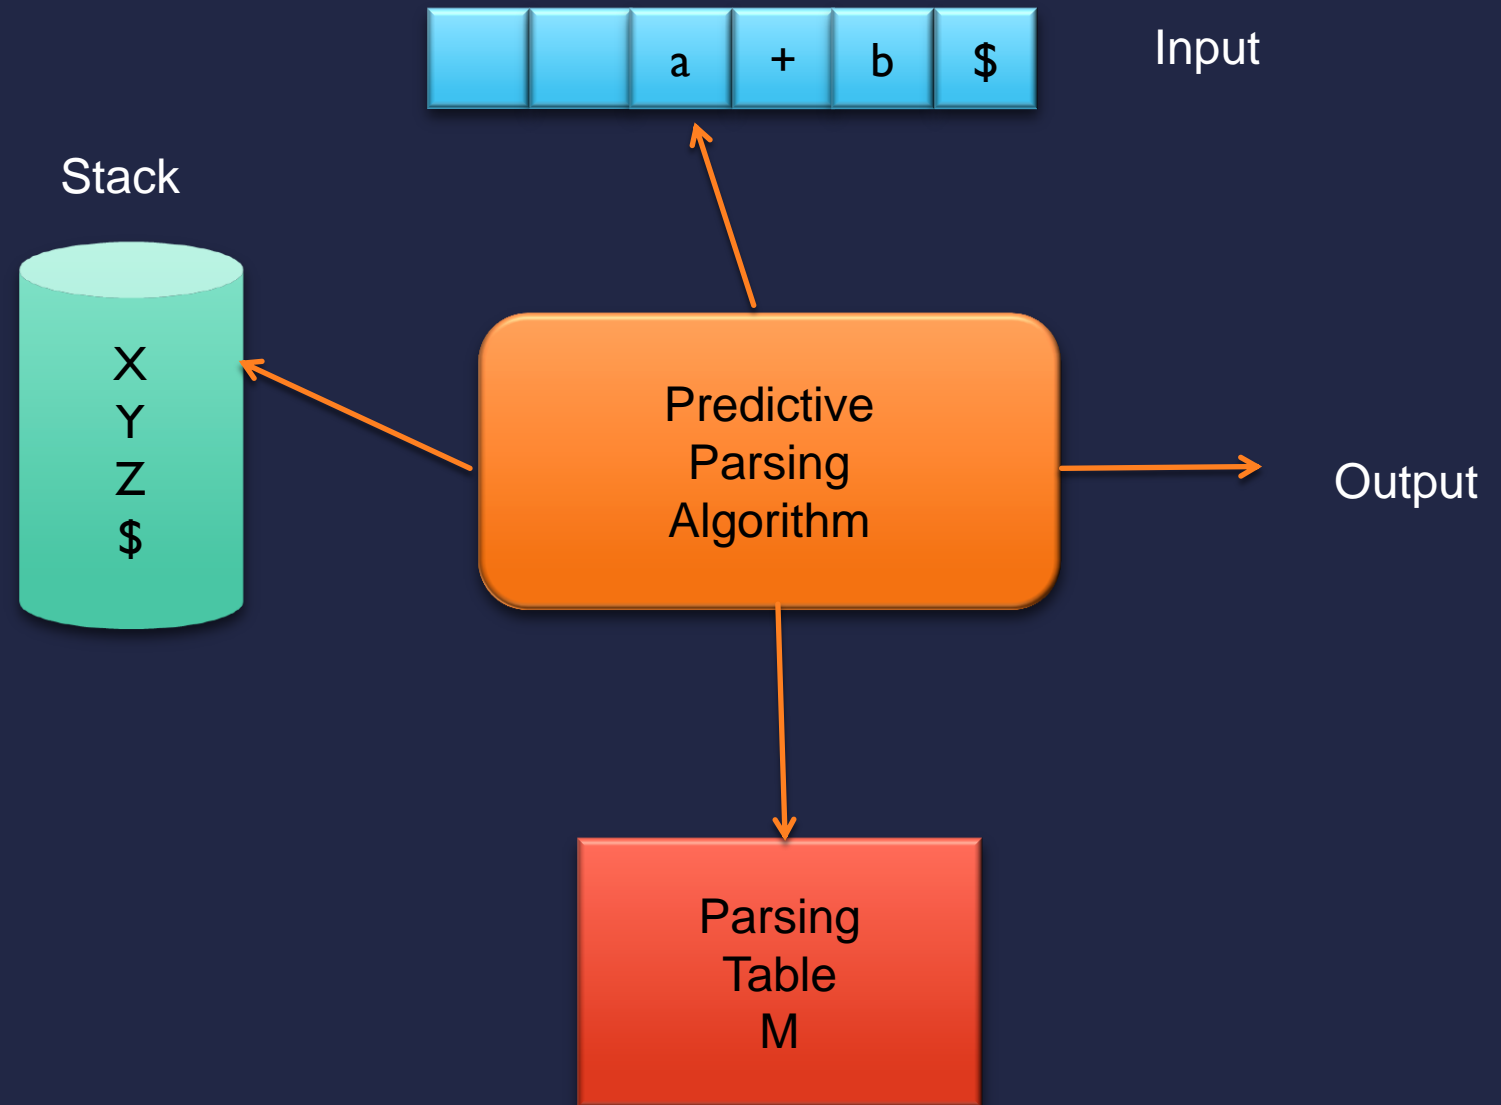 a + b $
Input
Stack
X
Y
Z
$
Predictive
Parsing
Algorithm
Output
Parsing
Table
M